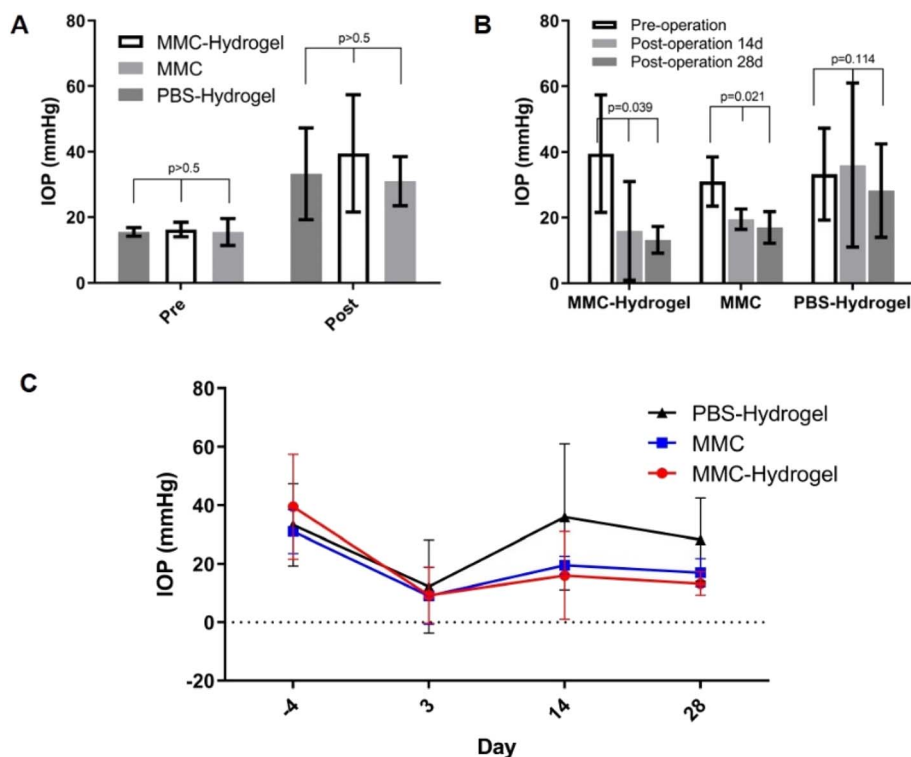 A
IOP (mmHg)
80
60
40
20
0
MMC-Hydrogel
MMC
PBS-Hydrogel
p>0.5
p>0.5
Pre
Post
B
IOP (mmHg)
80
60
40
20
0
Pre-operation
Post-operation 14d
Post-operation 28d
p=0.039
p=0.021
p=0.114
MMC-Hydrogel
MMC
PBS-Hydrogel
C
IOP (mmHg)
80
60
40
20
0
-20
PBS-Hydrogel
MMC
MMC-Hydrogel
-4
3
14
28
Day